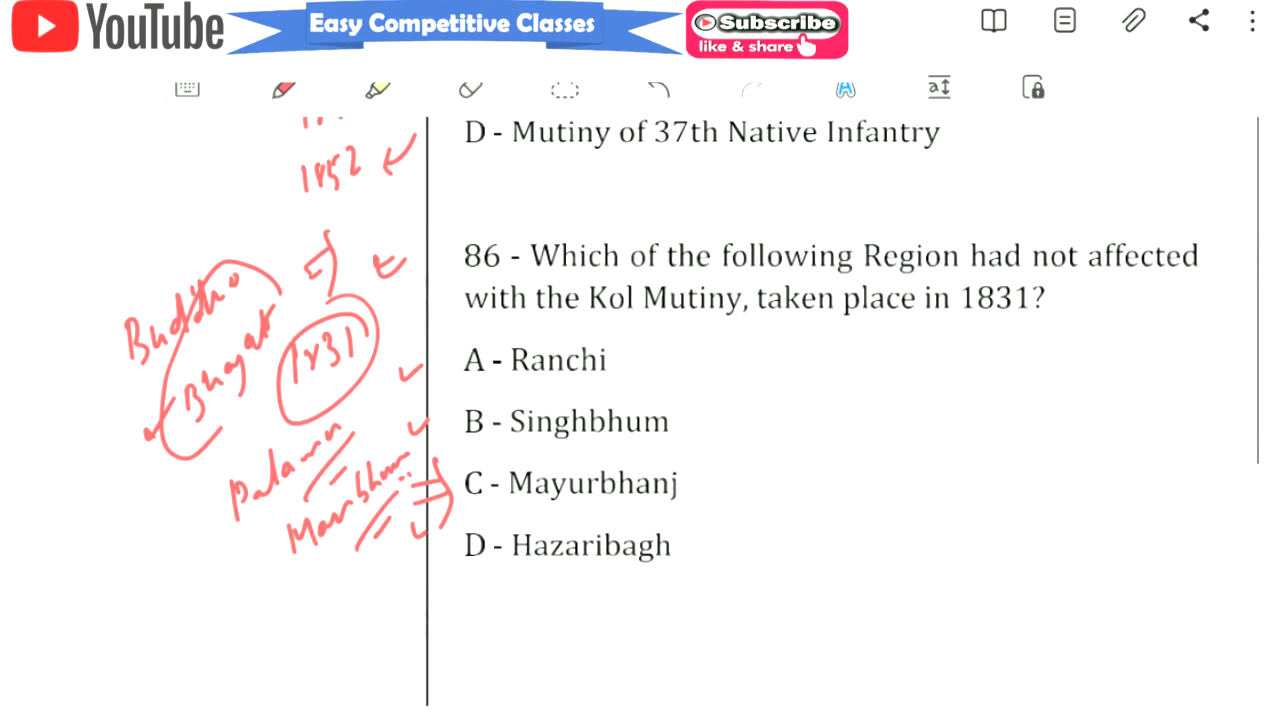 YouTube
Easy Competitive Classes
Subscribe
like & share
D - Mutiny of 37th Native Infantry
1852
86 - Which of the following Region had not affected
with the Kol Mutiny, taken place in 1831?
Buddho
Bhagat
1831
A - Ranchi
B - Singhbhum
Palamu
Manbhum
C - Mayurbhanj
D - Hazaribagh